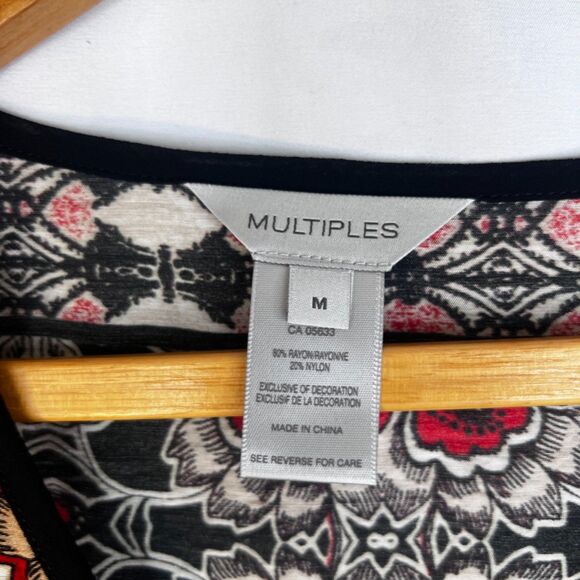 MULTIPLES
M
CA 05633
80% RAYON/RAYONNE
20% NYLON
EXCLUSIVE OF DECORATION
EXCLUSIF DE LA DECORATION
MADE IN CHINA
SEE REVERSE FOR CARE